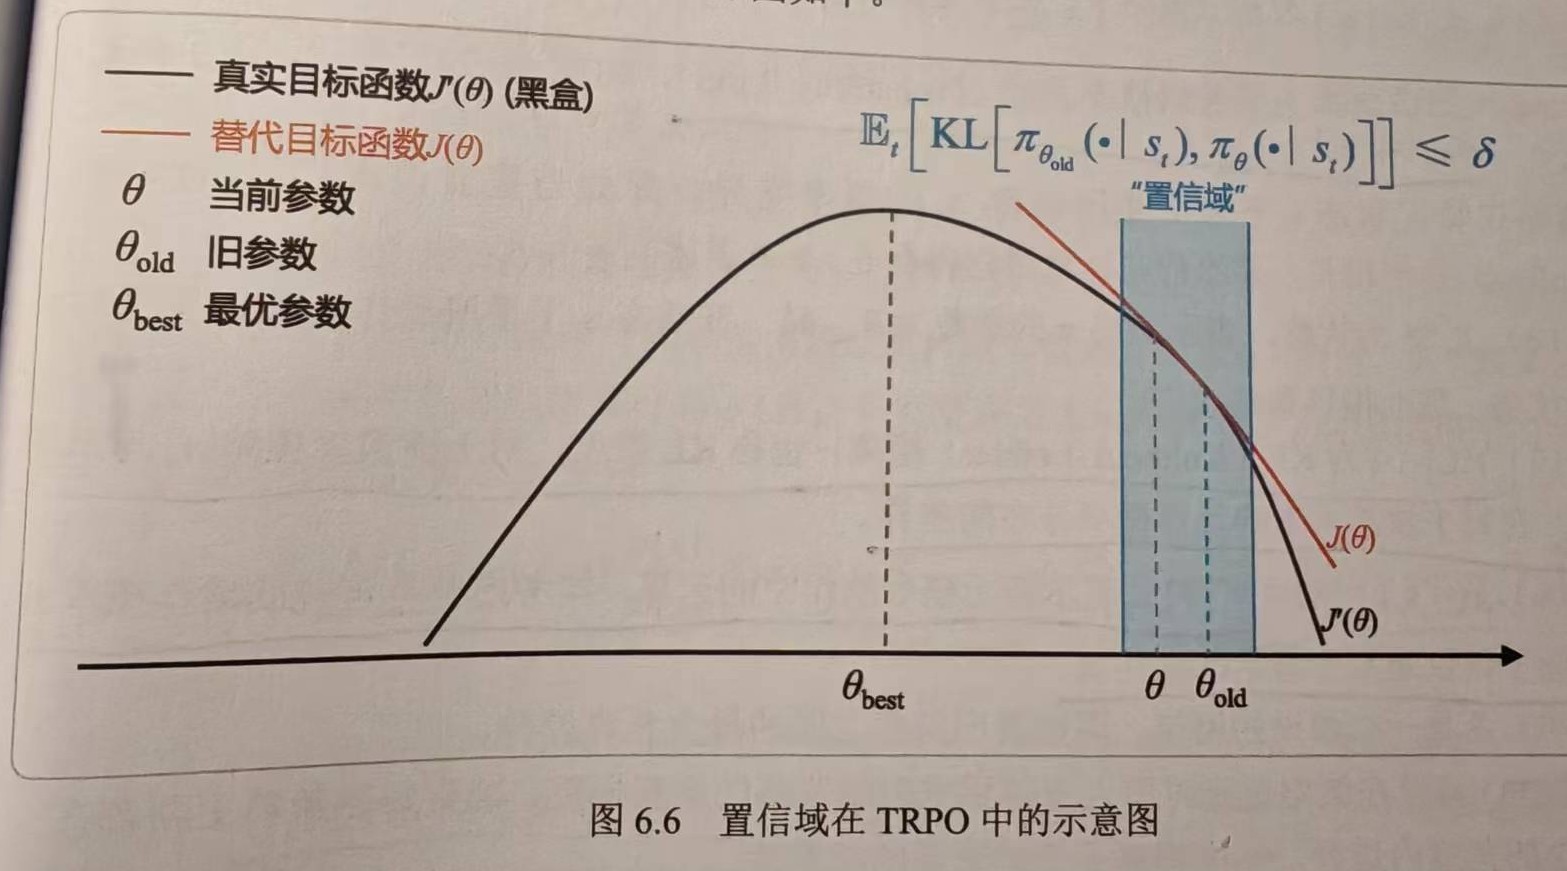 真实目标函数J′(θ) (黑盒)
替代目标函数J(θ)
θ 当前参数
θold 旧参数
θbest 最优参数
𝔼t[KL[πθold(•| st), πθ(•| st)]] ⩽ δ
“置信域”
J(θ)
J′(θ)
θbest θ θold
图 6.6 置信域在 TRPO 中的示意图